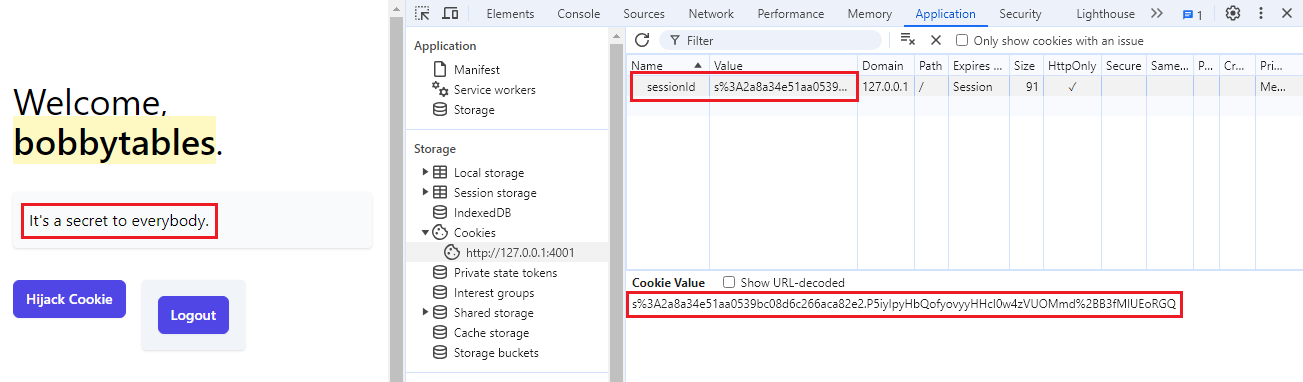 Welcome,
bobbytables.
It's a secret to everybody.
Hijack Cookie
Logout
Elements Console Sources Network Performance Memory Application Security Lighthouse 1
Application
Manifest
Service workers
Storage
Storage
Local storage
Session storage
IndexedDB
Cookies
http://127.0.0.1:4001
Private state tokens
Interest groups
Shared storage
Cache storage
Storage buckets
Filter Only show cookies with an issue
Name Value Domain Path Expires ... Size HttpOnly Secure Same... P... Cr... Pri...
sessionId s%3A2a8a34e51aa0539... 127.0.0.1 / Session 91 ✓ Me...
Cookie Value Show URL-decoded
s%3A2a8a34e51aa0539bc08d6c266aca82e2.P5iyIpyHbQofyovyyHHcI0w4zVUOMmd%2BB3fMIUEoRGQ